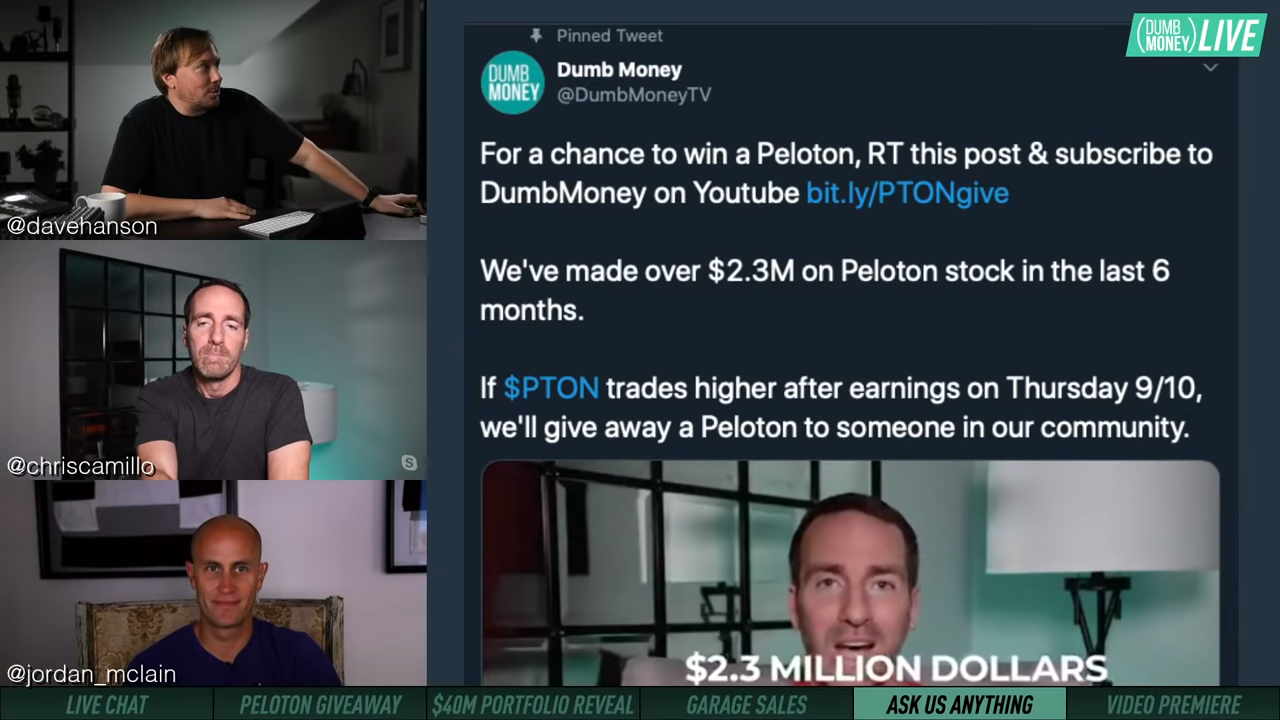 @davehanson
@chriscamillo
@jordan_mclain
(DUMB
MONEY) LIVE
Pinned Tweet
DUMB
MONEY
Dumb Money
@DumbMoneyTV
For a chance to win a Peloton, RT this post & subscribe to
DumbMoney on Youtube bit.ly/PTONgive
We've made over $2.3M on Peloton stock in the last 6
months.
If $PTON trades higher after earnings on Thursday 9/10,
we'll give away a Peloton to someone in our community.
$2.3 MILLION DOLLARS
LIVE CHAT
PELOTON GIVEAWAY
$40M PORTFOLIO REVEAL
GARAGE SALES
ASK US ANYTHING
VIDEO PREMIERE